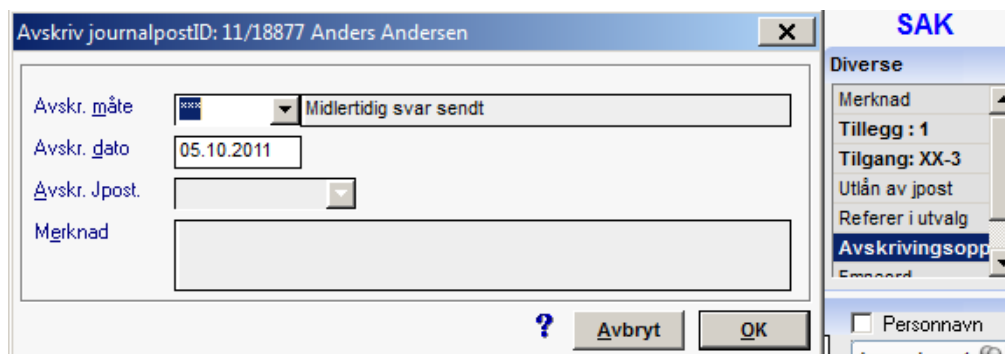 Avskriv journalpostID: 11/18877 Anders Andersen
Avskr. måte *** Midlertidig svar sendt
Avskr. dato 05.10.2011
Avskr. Jpost.
Merknad
? Avbryt OK
SAK
Diverse
Merknad
Tillegg : 1
Tilgang: XX-3
Utlån av jpost
Referer i utvalg
Avskrivingsopp
Personnavn